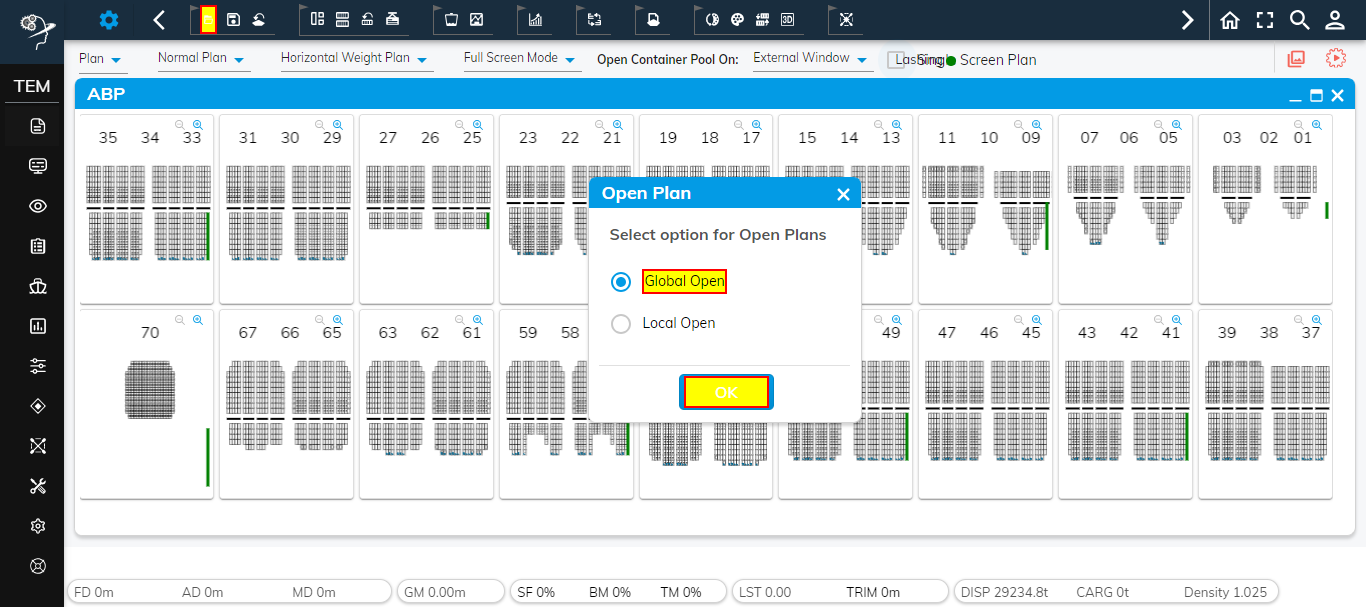 TEM
Plan Normal Plan Horizontal Weight Plan Full Screen Mode Open Container Pool On: External Window Lashing Sing Screen Plan
ABP
35 34 33 31 30 29 27 26 25 23 22 21 19 18 17 15 14 13 11 10 09 07 06 05 03 02 01
Open Plan
Select option for Open Plans
Global Open
Local Open
OK
70 67 66 65 63 62 61 59 58 49 47 46 45 43 42 41 39 38 37
FD 0m AD 0m MD 0m GM 0.00m SF 0% BM 0% TM 0% LST 0.00 TRIM 0m DISP 29234.8t CARG 0t Density 1.025